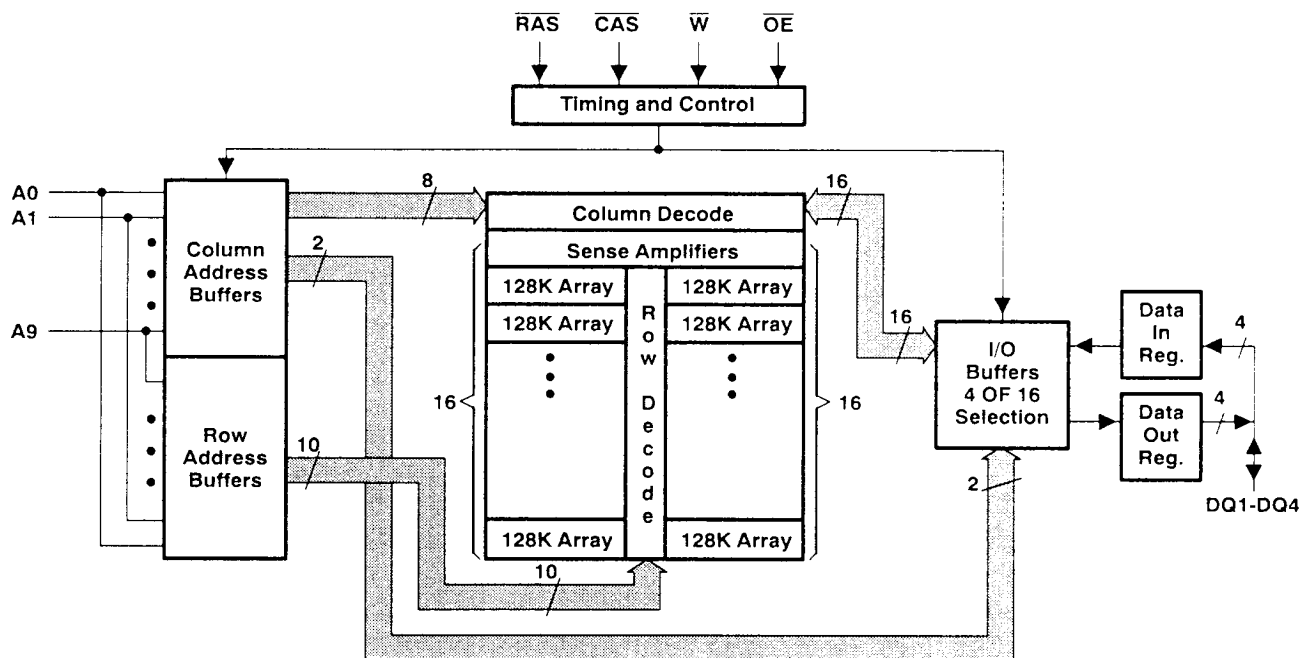 RAS CAS W OE
Timing and Control
A0
A1
A9
Column
Address
Buffers
Row
Address
Buffers
8
2
10
10
2
16
16
16
16
Column Decode
Sense Amplifiers
128K Array
128K Array
128K Array
128K Array
128K Array
128K Array
Row Decode
I/O
Buffers
4 OF 16
Selection
Data
In
Reg.
4
Data
Out
Reg.
4
DQ1-DQ4